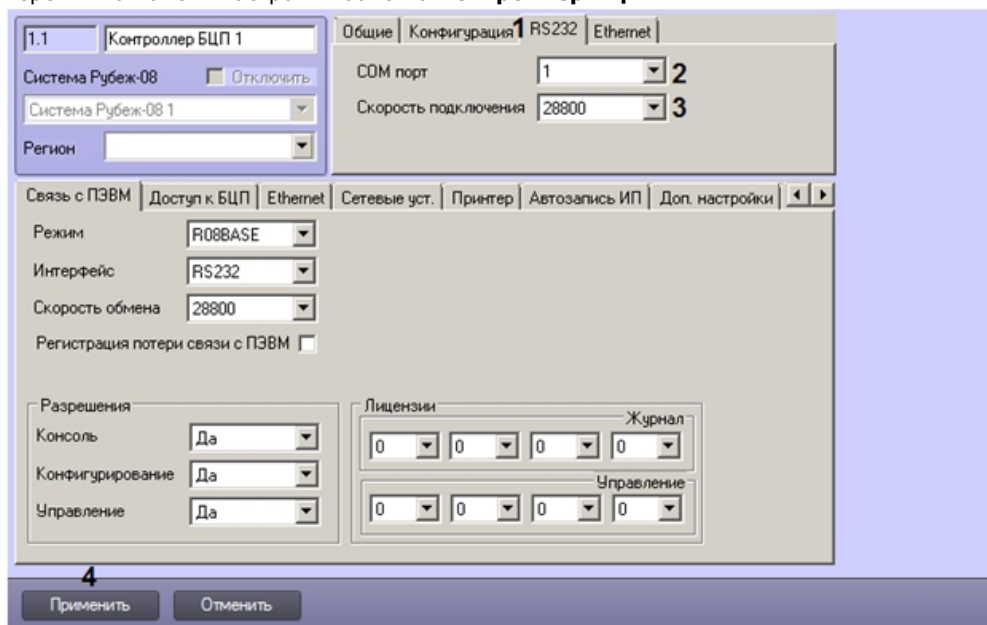 1.1 Контроллер БЦП 1
Система Рубеж-08 Отключить
Система Рубеж-08 1
Регион
Общие Конфигурация 1 RS232 Ethernet
COM порт 1 2
Скорость подключения 28800 3
Связь с ПЭВМ Доступ к БЦП Ethernet Сетевые уст. Принтер Автозапись ИП Доп. настройки
Режим R08BASE
Интерфейс RS232
Скорость обмена 28800
Регистрация потери связи с ПЭВМ
Разрешения
Консоль Да
Конфигурирование Да
Управление Да
Лицензии
Журнал
0 0 0 0
Управление
0 0 0 0
4
Применить Отменить